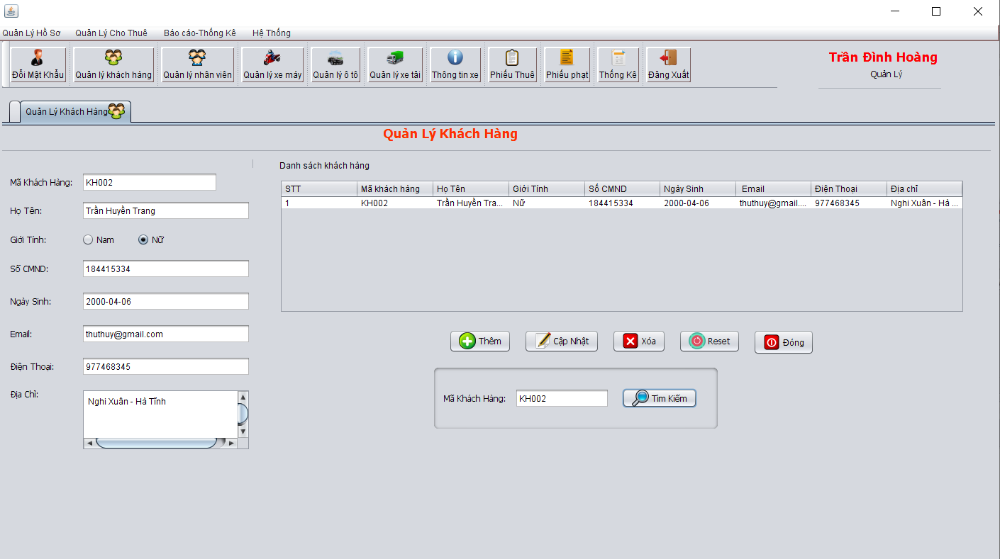 Quản Lý Hồ Sơ Quản Lý Cho Thuê Báo cáo-Thống Kê Hệ Thống
Đổi Mật Khẩu Quản lý khách hàng Quản lý nhân viên Quản lý xe máy Quản lý ô tô Quản lý xe tải Thông tin xe Phiếu Thuê Phiếu phạt Thống Kê Đăng Xuất
Trần Đình Hoàng
Quản Lý
Quản Lý Khách Hàng
Quản Lý Khách Hàng
Mã Khách Hàng: KH002
Họ Tên: Trần Huyền Trang
Giới Tính: Nam Nữ
Số CMND: 184415334
Ngày Sinh: 2000-04-06
Email: thuthuy@gmail.com
Điện Thoại: 977468345
Địa Chỉ: Nghi Xuân - Hà Tĩnh
Danh sách khách hàng
STT Mã khách hàng Họ Tên Giới Tính Số CMND Ngày Sinh Email Điện Thoại Địa chỉ
1 KH002 Trần Huyền Tra... Nữ 184415334 2000-04-06 thuthuy@gmail.... 977468345 Nghi Xuân - Hà ...
Thêm Cập Nhật Xóa Reset Đóng
Mã Khách Hàng: KH002 Tìm Kiếm